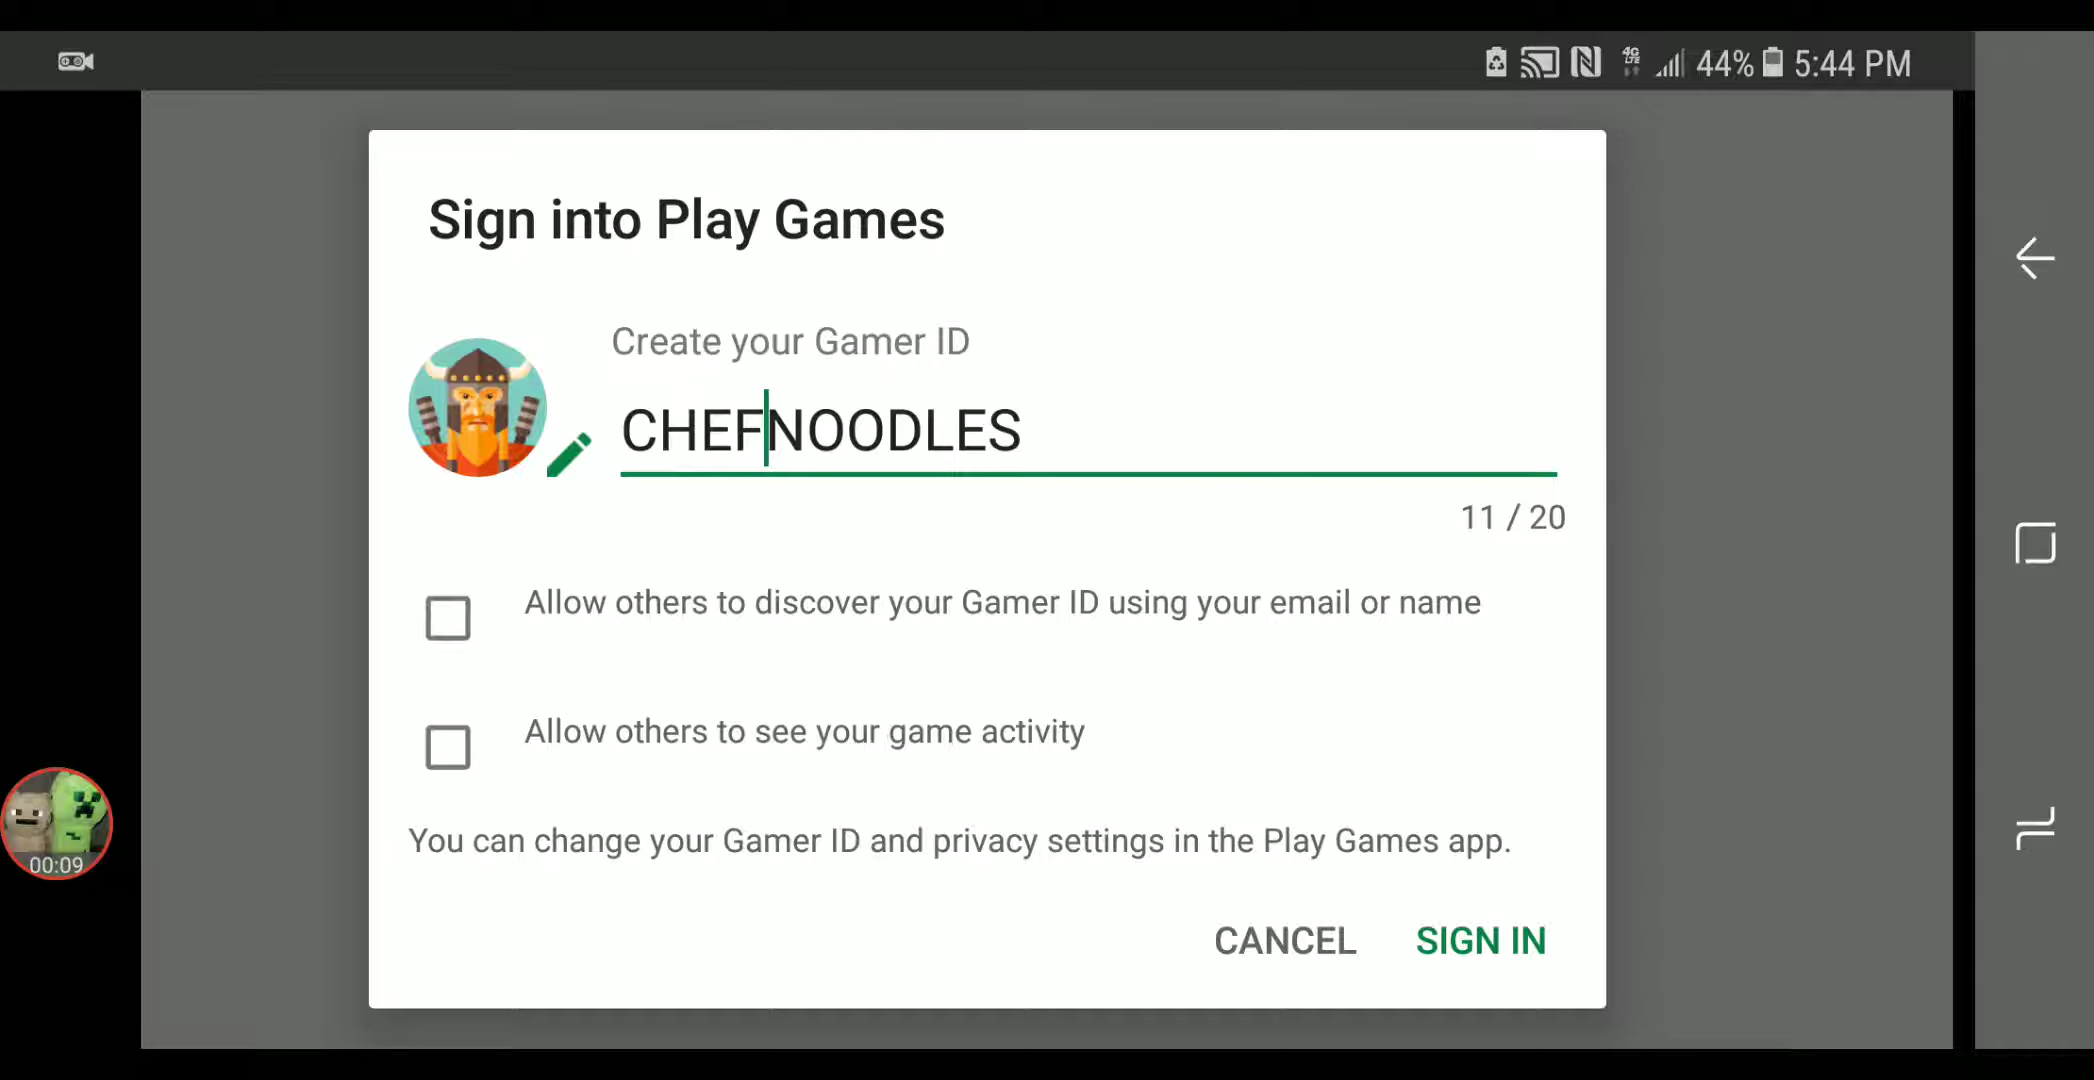 4G LTE 44% 5:44 PM
Sign into Play Games
Create your Gamer ID
CHEFNOODLES
11 / 20
Allow others to discover your Gamer ID using your email or name
Allow others to see your game activity
00:09
You can change your Gamer ID and privacy settings in the Play Games app.
CANCEL SIGN IN